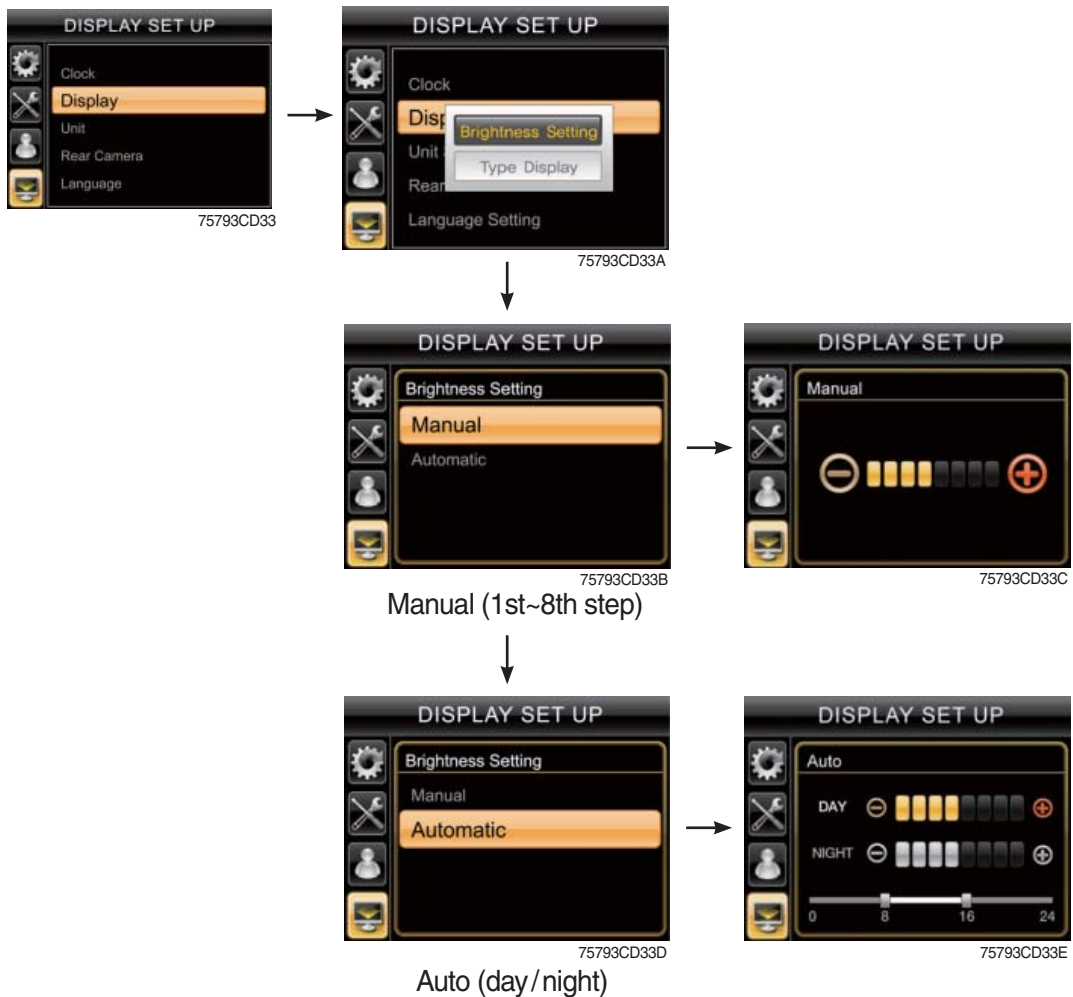 DISPLAY SET UP
Clock
Display
Unit
Rear Camera
Language
75793CD33
DISPLAY SET UP
Clock
Disp
Unit
Rear
Language Setting
Brightness Setting
Type Display
75793CD33A
DISPLAY SET UP
Brightness Setting
Manual
Automatic
75793CD33B
Manual (1st~8th step)
DISPLAY SET UP
Manual
75793CD33C
DISPLAY SET UP
Brightness Setting
Manual
Automatic
75793CD33D
Auto (day/night)
DISPLAY SET UP
Auto
DAY
NIGHT
0 8 16 24
75793CD33E